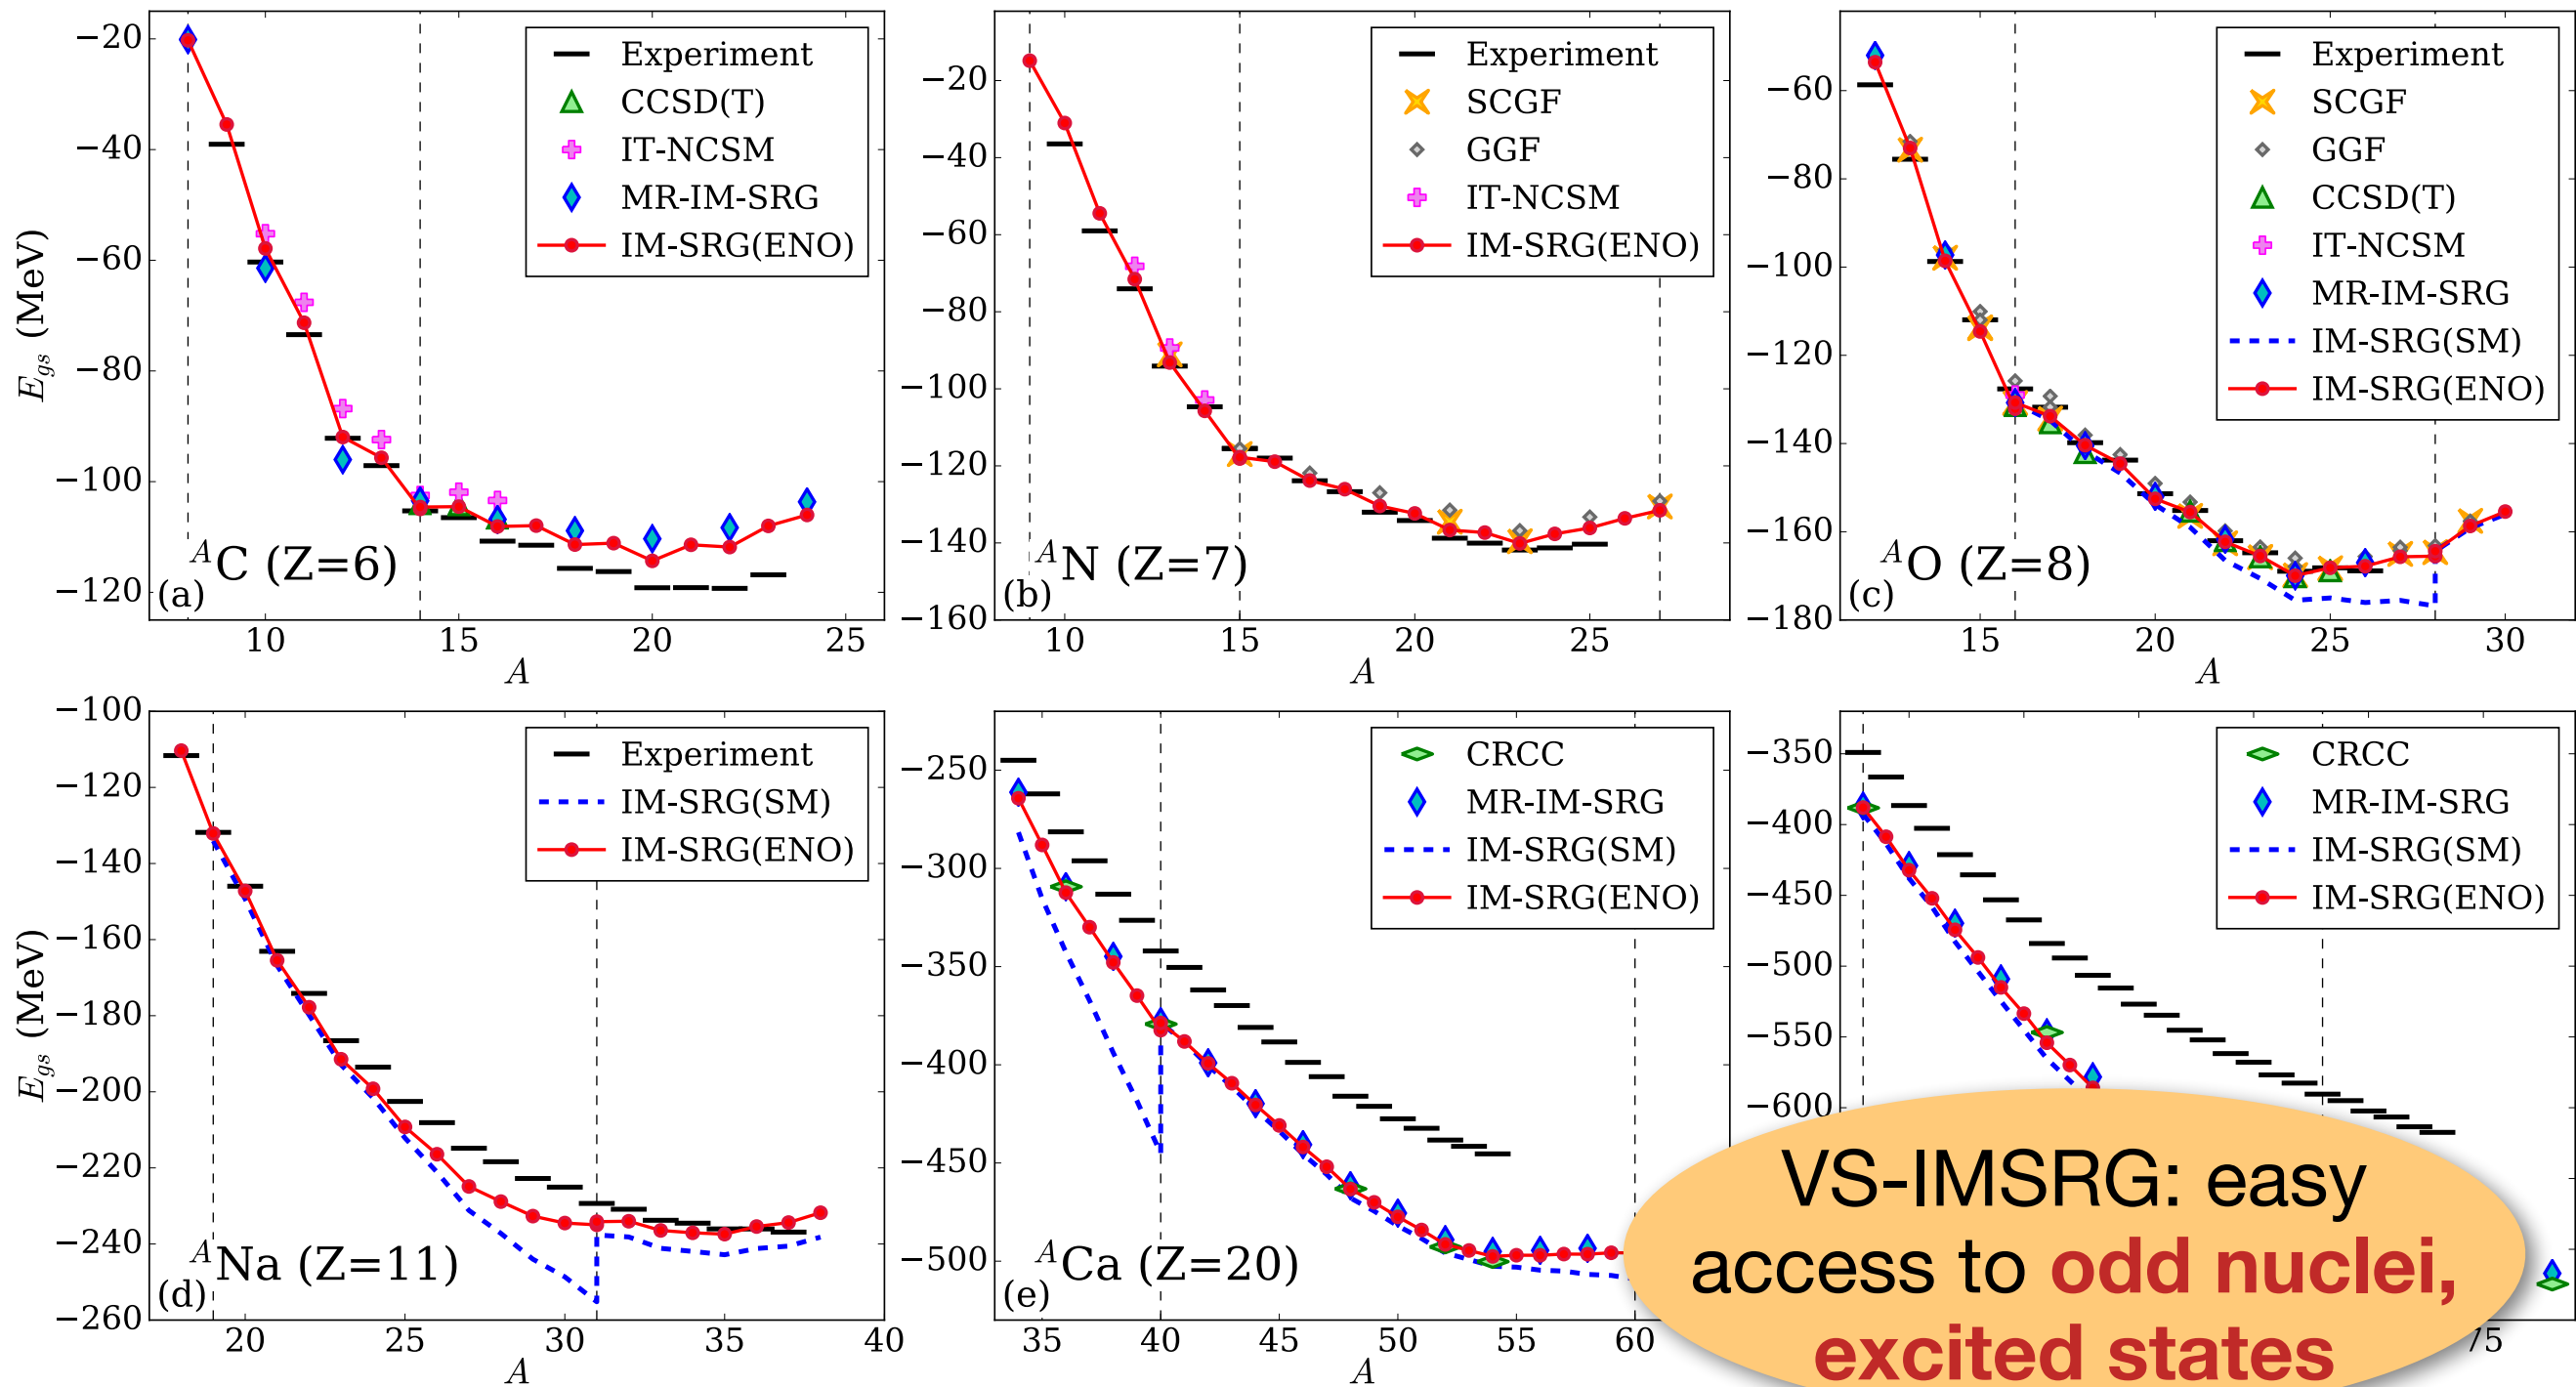 −20
−40
−60
−80
−100
−120
10
15
20
25
E_gs (MeV)
A
Experiment
CCSD(T)
IT-NCSM
MR-IM-SRG
IM-SRG(ENO)
ᴬC (Z=6)
(a)
−20
−40
−60
−80
−100
−120
−140
−160
10
15
20
25
A
Experiment
SCGF
GGF
IT-NCSM
IM-SRG(ENO)
ᴬN (Z=7)
(b)
−60
−80
−100
−120
−140
−160
−180
15
20
25
30
A
Experiment
SCGF
GGF
CCSD(T)
IT-NCSM
MR-IM-SRG
IM-SRG(SM)
IM-SRG(ENO)
ᴬO (Z=8)
(c)
−100
−120
−140
−160
−180
−200
−220
−240
−260
20
25
30
35
40
E_gs (MeV)
A
Experiment
IM-SRG(SM)
IM-SRG(ENO)
ᴬNa (Z=11)
(d)
−250
−300
−350
−400
−450
−500
35
40
45
50
55
60
A
CRCC
MR-IM-SRG
IM-SRG(SM)
IM-SRG(ENO)
ᴬCa (Z=20)
(e)
−350
−400
−450
−500
−550
−600
75
CRCC
MR-IM-SRG
IM-SRG(SM)
IM-SRG(ENO)
VS-IMSRG: easy
access to odd nuclei,
excited states